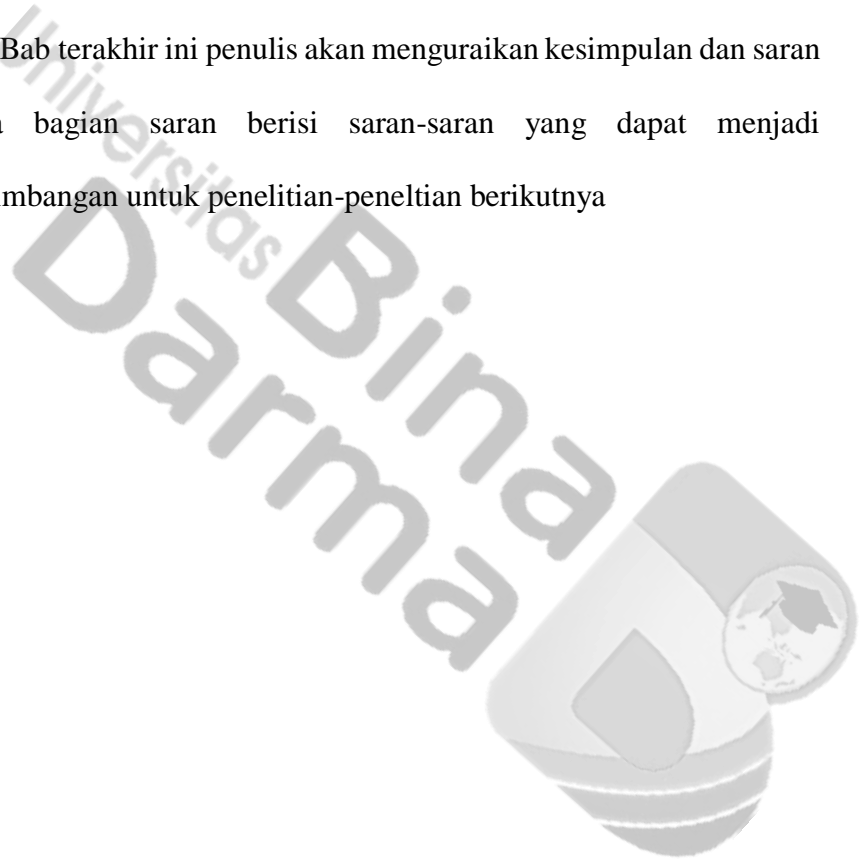 Bab terakhir ini penulis akan menguraikan kesimpulan dan saran
bagian saran berisi saran-saran yang dapat menjadi
untuk penelitian-peneltian berikutnya
Universitas
Bina
Darma